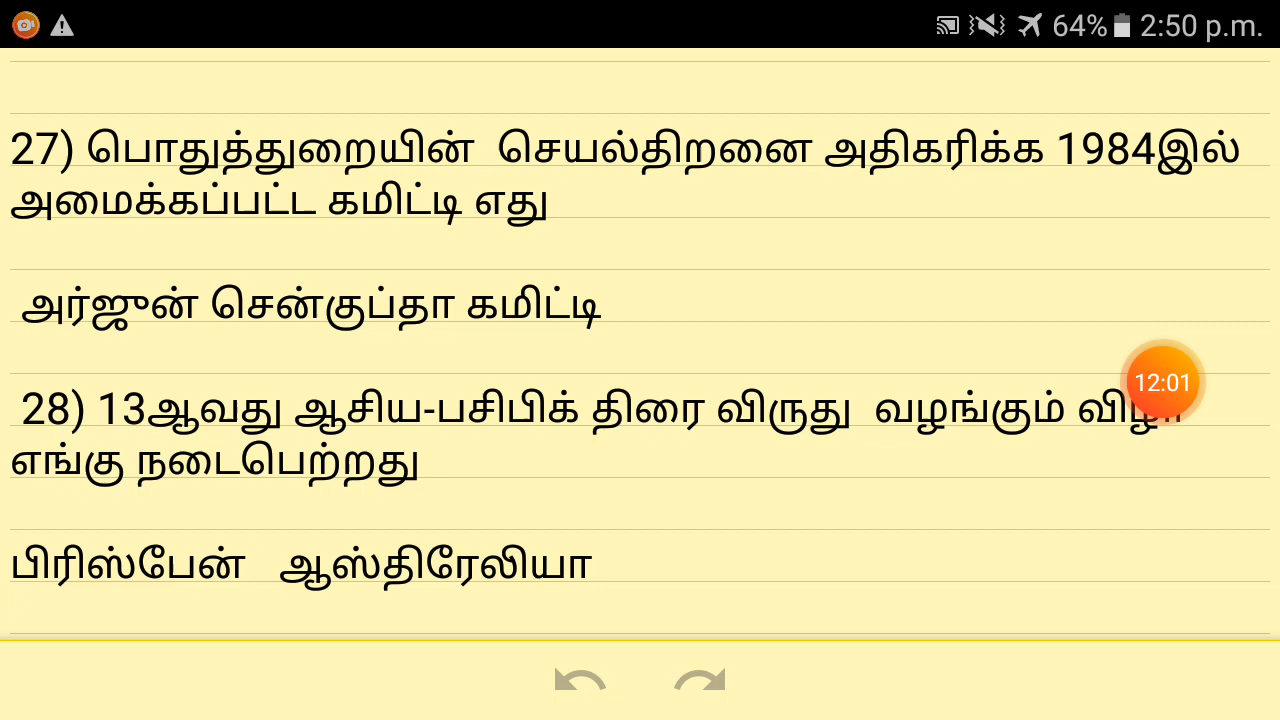 64% 2:50 p.m.
27) பொதுத்துறையின் செயல்திறனை அதிகரிக்க 1984இல்
அமைக்கப்பட்ட கமிட்டி எது
அர்ஜுன் சென்குப்தா கமிட்டி
12:01
28) 13ஆவது ஆசிய-பசிபிக் திரை விருது வழங்கும் விழா
எங்கு நடைபெற்றது
பிரிஸ்பேன் ஆஸ்திரேலியா